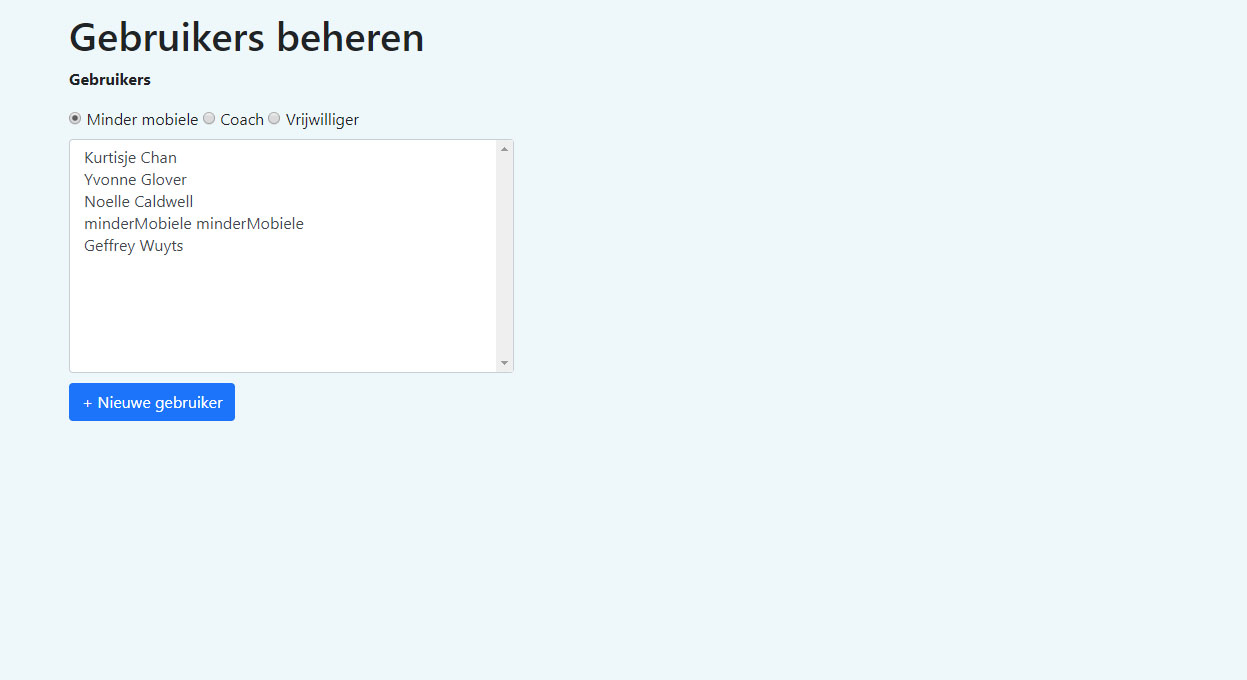 Gebruikers beheren
Gebruikers
Minder mobiele Coach Vrijwilliger
Kurtisje Chan
Yvonne Glover
Noelle Caldwell
minderMobiele minderMobiele
Geffrey Wuyts
+ Nieuwe gebruiker